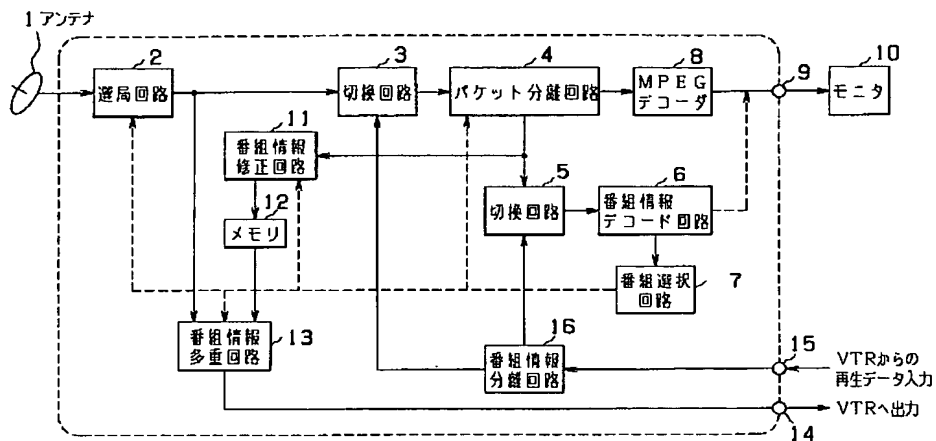 1 アンテナ
2
選局回路
3
切換回路
4
パケット分離回路
8
MPEG
デコーダ
9
10
モニタ
11
番組情報
修正回路
12
メモリ
5
切換回路
6
番組情報
デコード回路
番組選択
回路
7
番組情報
多重回路
13
16
番組情報
分離回路
15
VTRからの
再生データ入力
VTRへ出力
14